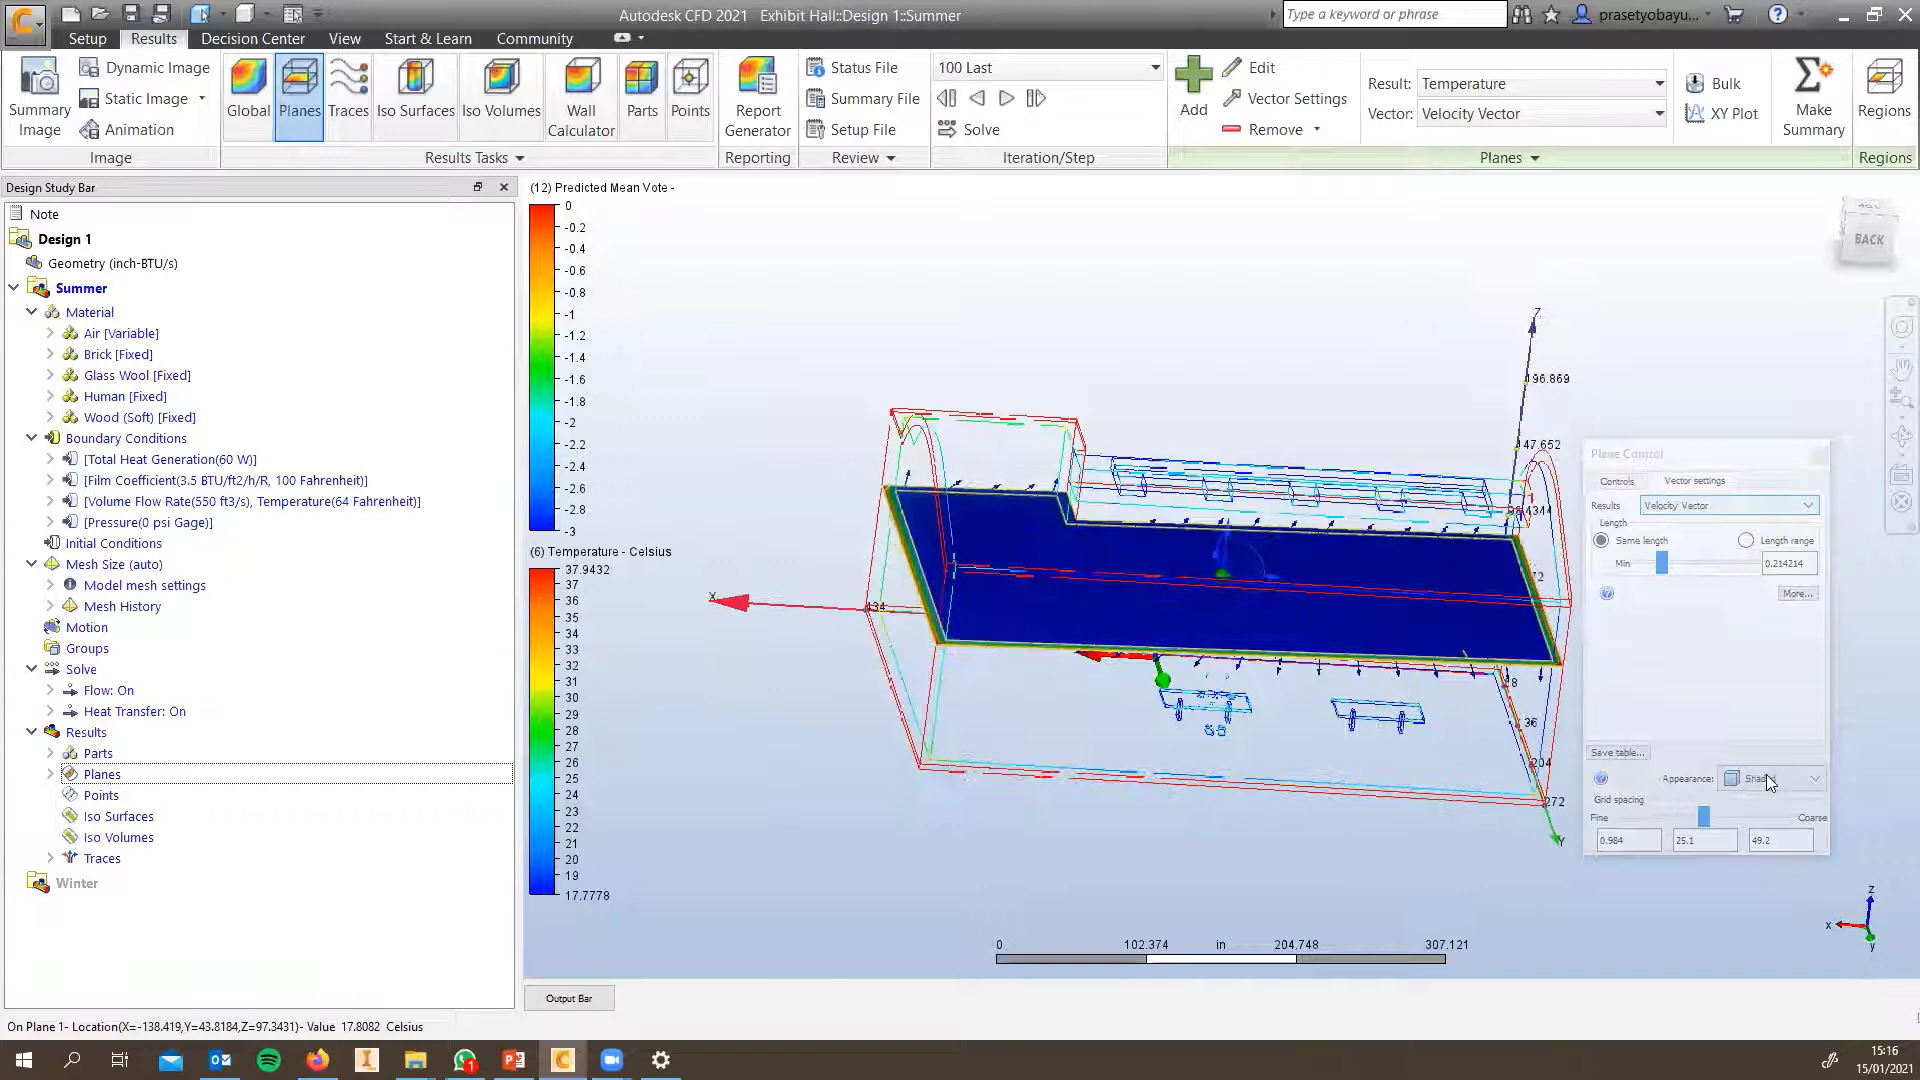 Autodesk CFD 2021 Exhibit Hall::Design 1::Summer
Type a keyword or phrase
prasetyobayu...
Setup
Results
Decision Center
View
Start & Learn
Community
Summary Image
Dynamic Image
Static Image
Animation
Image
Global
Planes
Traces
Iso Surfaces
Iso Volumes
Wall Calculator
Parts
Points
Results Tasks
Report Generator
Reporting
Status File
Summary File
Setup File
Review
100 Last
Solve
Iteration/Step
Add
Edit
Vector Settings
Remove
Result: Temperature
Vector: Velocity Vector
Bulk
XY Plot
Planes
Make Summary
Regions
Regions
Design Study Bar
Note
Design 1
Geometry (inch-BTU/s)
Summer
Material
Air [Variable]
Brick [Fixed]
Glass Wool [Fixed]
Human [Fixed]
Wood (Soft) [Fixed]
Boundary Conditions
[Total Heat Generation(60 W)]
[Film Coefficient(3.5 BTU/ft2/h/R, 100 Fahrenheit)]
[Volume Flow Rate(550 ft3/s), Temperature(64 Fahrenheit)]
[Pressure(0 psi Gage)]
Initial Conditions
Mesh Size (auto)
Model mesh settings
Mesh History
Motion
Groups
Solve
Flow: On
Heat Transfer: On
Results
Parts
Planes
Points
Iso Surfaces
Iso Volumes
Traces
Winter
(12) Predicted Mean Vote -
0
-0.2
-0.4
-0.6
-0.8
-1
-1.2
-1.4
-1.6
-1.8
-2
-2.2
-2.4
-2.6
-2.8
-3
(6) Temperature - Celsius
37.9432
37
36
35
34
33
32
31
30
29
28
27
26
25
24
23
22
21
20
19
17.7778
BACK
Z
196.869
147.652
X
434
36
204
272
Y
Plane Control
Controls
Vector settings
Results
Velocity Vector
Length
Same length
Length range
Min
0.214214
More...
Save table...
Appearance:
Grid spacing
Fine
Coarse
0.984
25.1
49.2
z
x
y
0
102.374
in
204.748
307.121
Output Bar
On Plane 1- Location(X=-138.419,Y=43.8184,Z=97.3431)- Value 17.8082 Celsius
1
15:16
15/01/2021